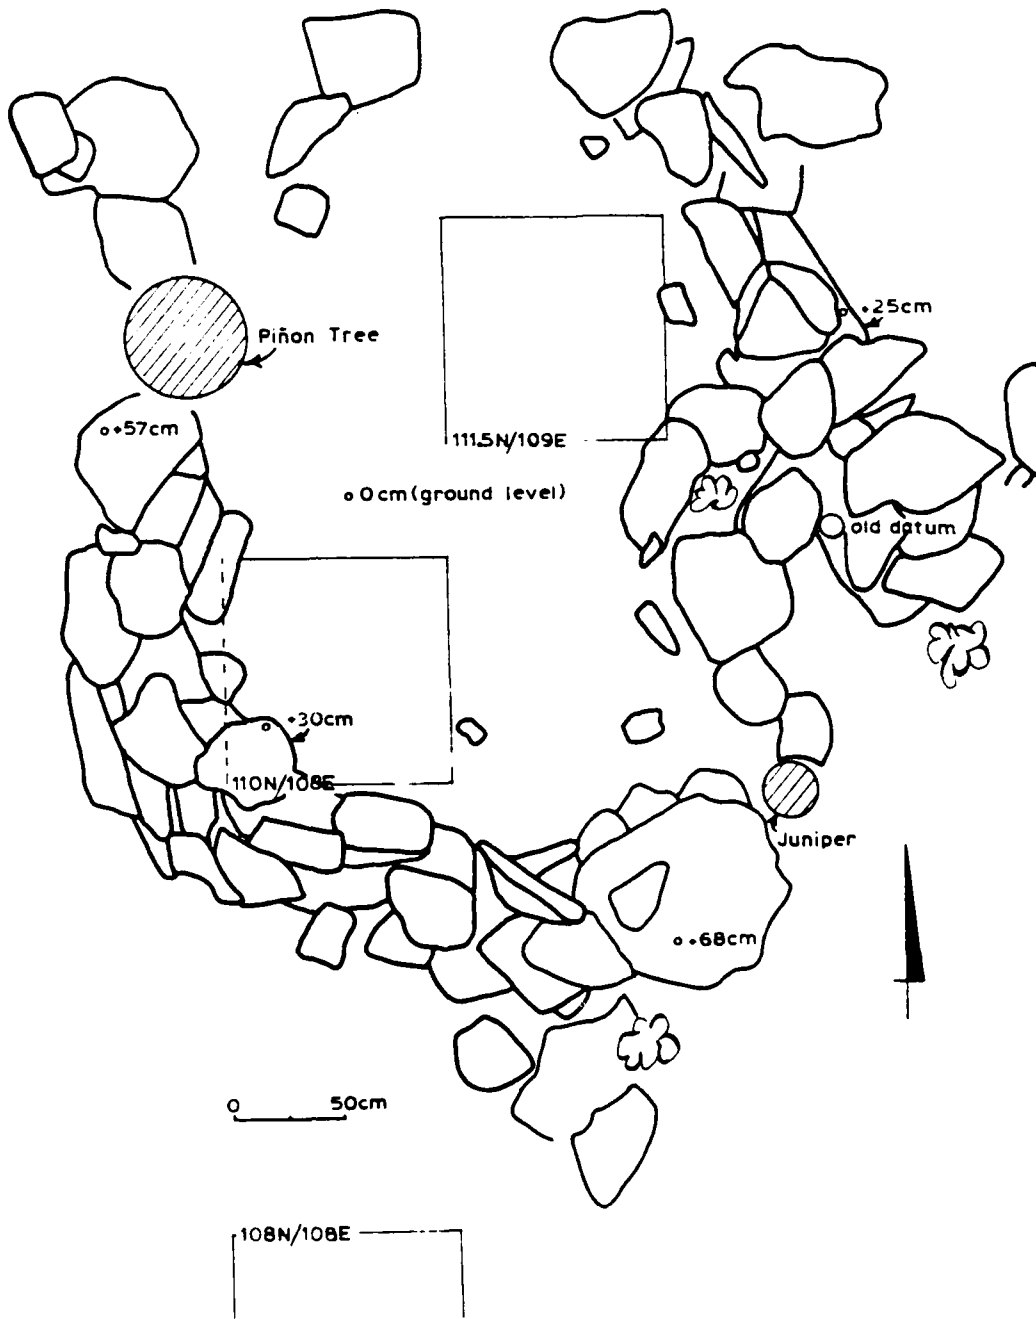 +25cm
Piñon Tree
+57cm
111.5N/109E
0cm (ground level)
old datum
+30cm
110N/108E
Juniper
+68cm
0 50cm
108N/108E